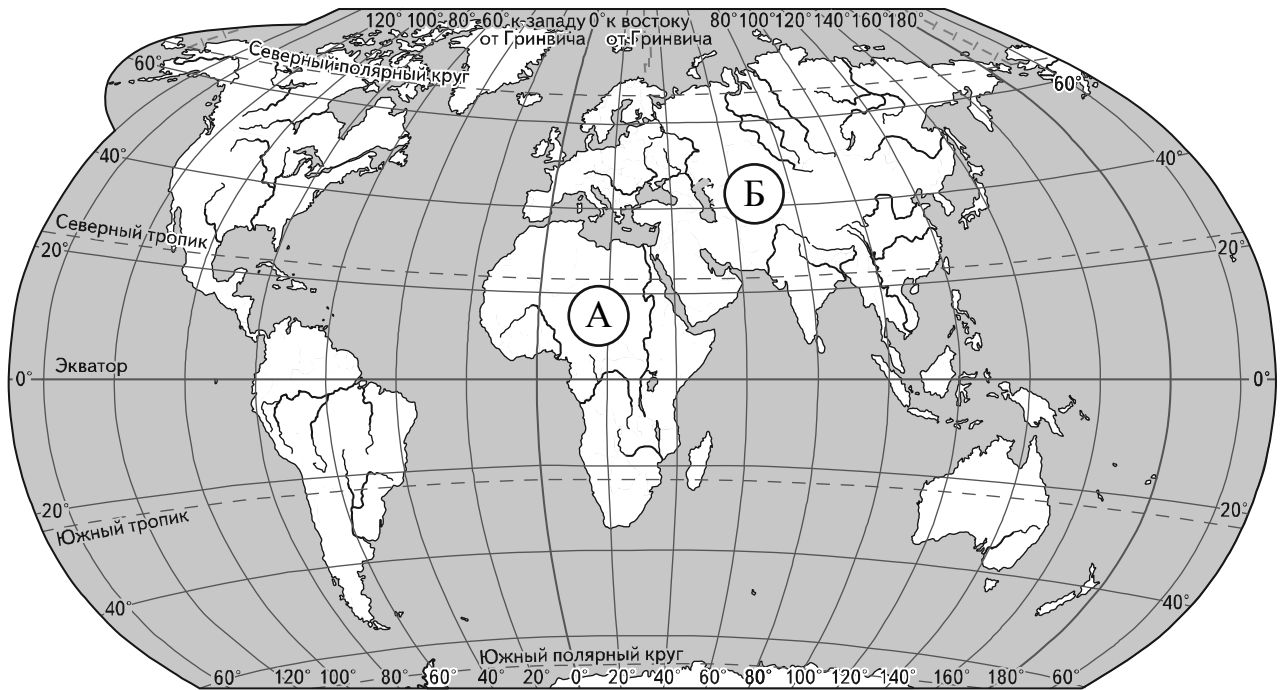 120° 100° 80° 60° к западу 0° к востоку 80° 100° 120° 140° 160° 180°
от Гринвича от Гринвича
Северный полярный круг
60° 60°
40° 40°
Б
Северный тропик
20° 20°
А
Экватор
0° 0°
20° 20°
Южный тропик
40° 40°
Южный полярный круг
60° 120° 100° 80° 60° 40° 20° 0° 20° 40° 60° 80° 100° 120° 140° 160° 180° 60°